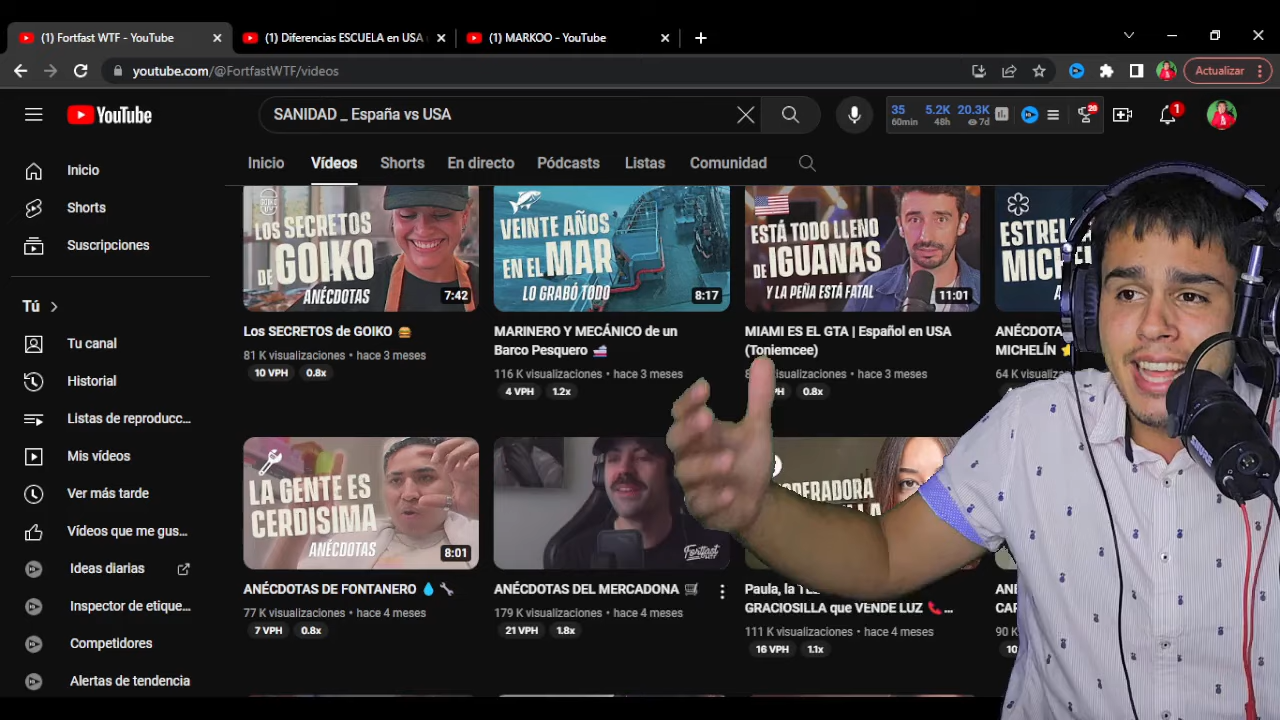 (1) Fortfast WTF - YouTube
(1) Diferencias ESCUELA en USA
(1) MARKOO - YouTube
youtube.com/@FortfastWTF/videos
Actualizar
YouTube
SANIDAD _ España vs USA
35
60min
5.2K
48h
20.3K
7d
20
1
Inicio
Vídeos
Shorts
En directo
Pódcasts
Listas
Comunidad
Inicio
Shorts
Suscripciones
Tú
Tu canal
Historial
Listas de reproducc...
Mis vídeos
Ver más tarde
Vídeos que me gus...
Ideas diarias
Inspector de etique...
Competidores
Alertas de tendencia
LOS SECRETOS
DE GOIKO
ANÉCDOTAS
7:42
Los SECRETOS de GOIKO
81 K visualizaciones • hace 3 meses
10 VPH
0.8x
VEINTE AÑOS
EN EL MAR
LO GRABÓ TODO
8:17
MARINERO Y MECÁNICO de un
Barco Pesquero
116 K visualizaciones • hace 3 meses
4 VPH
1.2x
ESTÁ TODO LLENO
DE IGUANAS
Y LA PEÑA ESTÁ FATAL
11:01
MIAMI ES EL GTA | Español en USA
(Toniemcee)
hace 3 meses
0.8x
LA GENTE ES
CERDISIMA
ANÉCDOTAS
8:01
ANÉCDOTAS DE FONTANERO
77 K visualizaciones • hace 4 meses
7 VPH
0.8x
Fortfast
ANÉCDOTAS DEL MERCADONA
179 K visualizaciones • hace 4 meses
21 VPH
1.8x
Paula, la
GRACIOSILLA que VENDE LUZ
111 K visualizaciones • hace 4 meses
16 VPH
1.1x